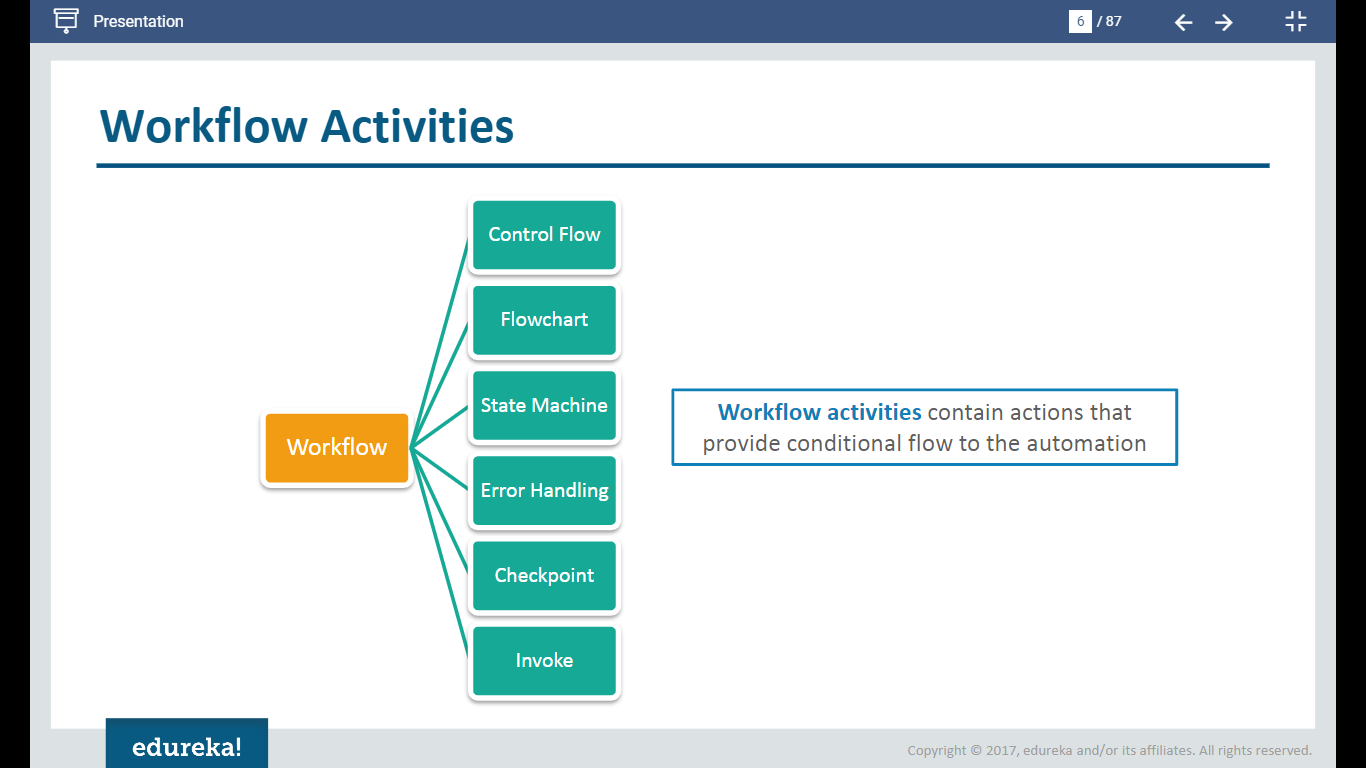 Presentation
6 / 87
Workflow Activities
Workflow
Control Flow
Flowchart
State Machine
Error Handling
Checkpoint
Invoke
Workflow activities contain actions that
provide conditional flow to the automation
edureka!
Copyright © 2017, edureka and/or its affiliates. All rights reserved.